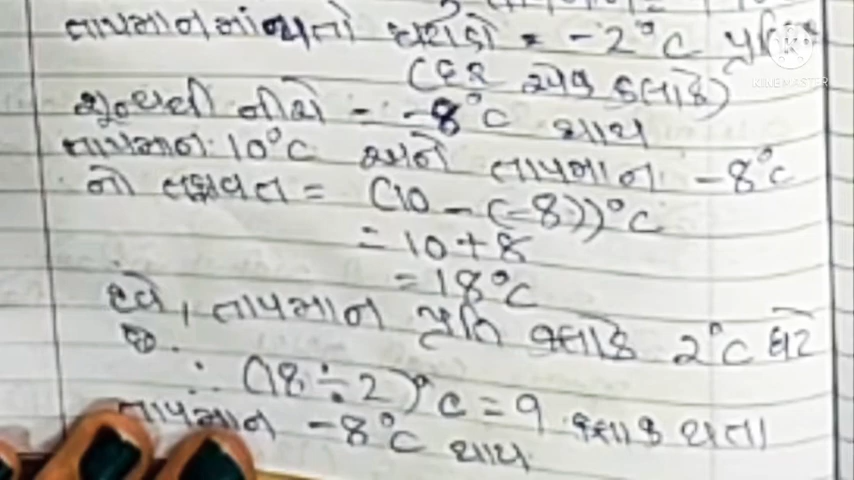 તાપમાનમાં થતો ઘટાડો = -2°C પ્રતિ
(દર એક કલાકે)
શૂન્યથી નીચે - -8°C થાય
તાપમાન 10°C અને તાપમાન -8°C
નો તફાવત = (10 - (-8))°C
= 10 + 8
= 18°C
હવે, તાપમાન પ્રતિ કલાકે 2°C ઘટે
છે.
∴ (18 ÷ 2)°C = 9 કલાક થતા
તાપમાન -8°C થાય
KINEMASTER